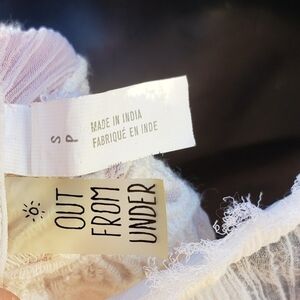 S
P
MADE IN INDIA
FABRIQUÉ EN INDE
OUT
FROM
UNDER